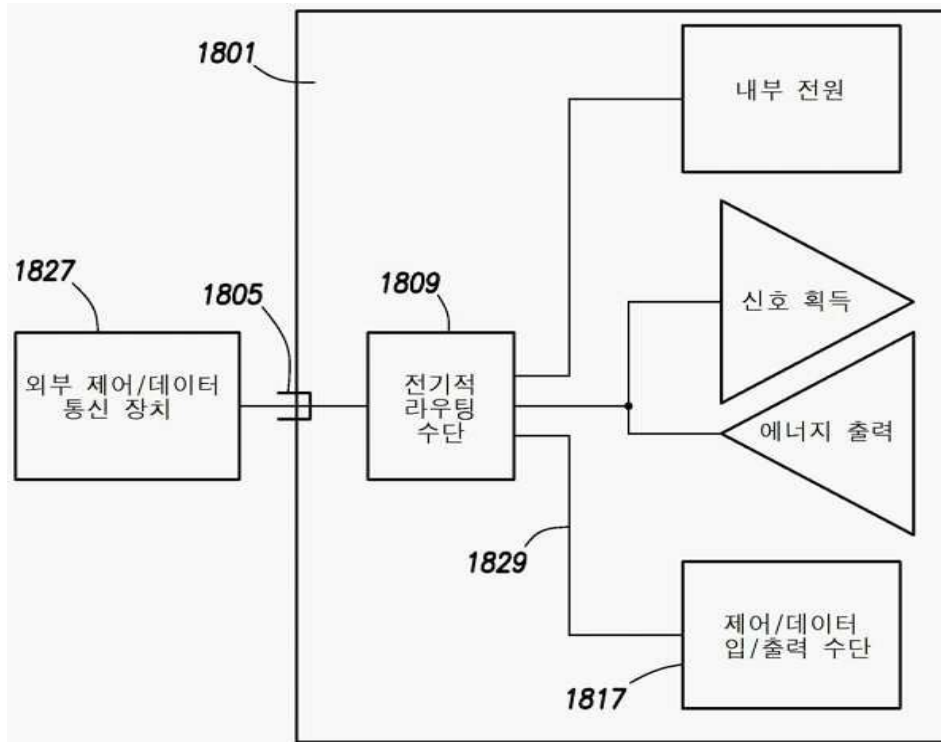 1801
내부 전원
1827
1805
1809
신호 획득
외부 제어/데이터
통신 장치
전기적
라우팅
수단
에너지 출력
1829
제어/데이터
입/출력 수단
1817